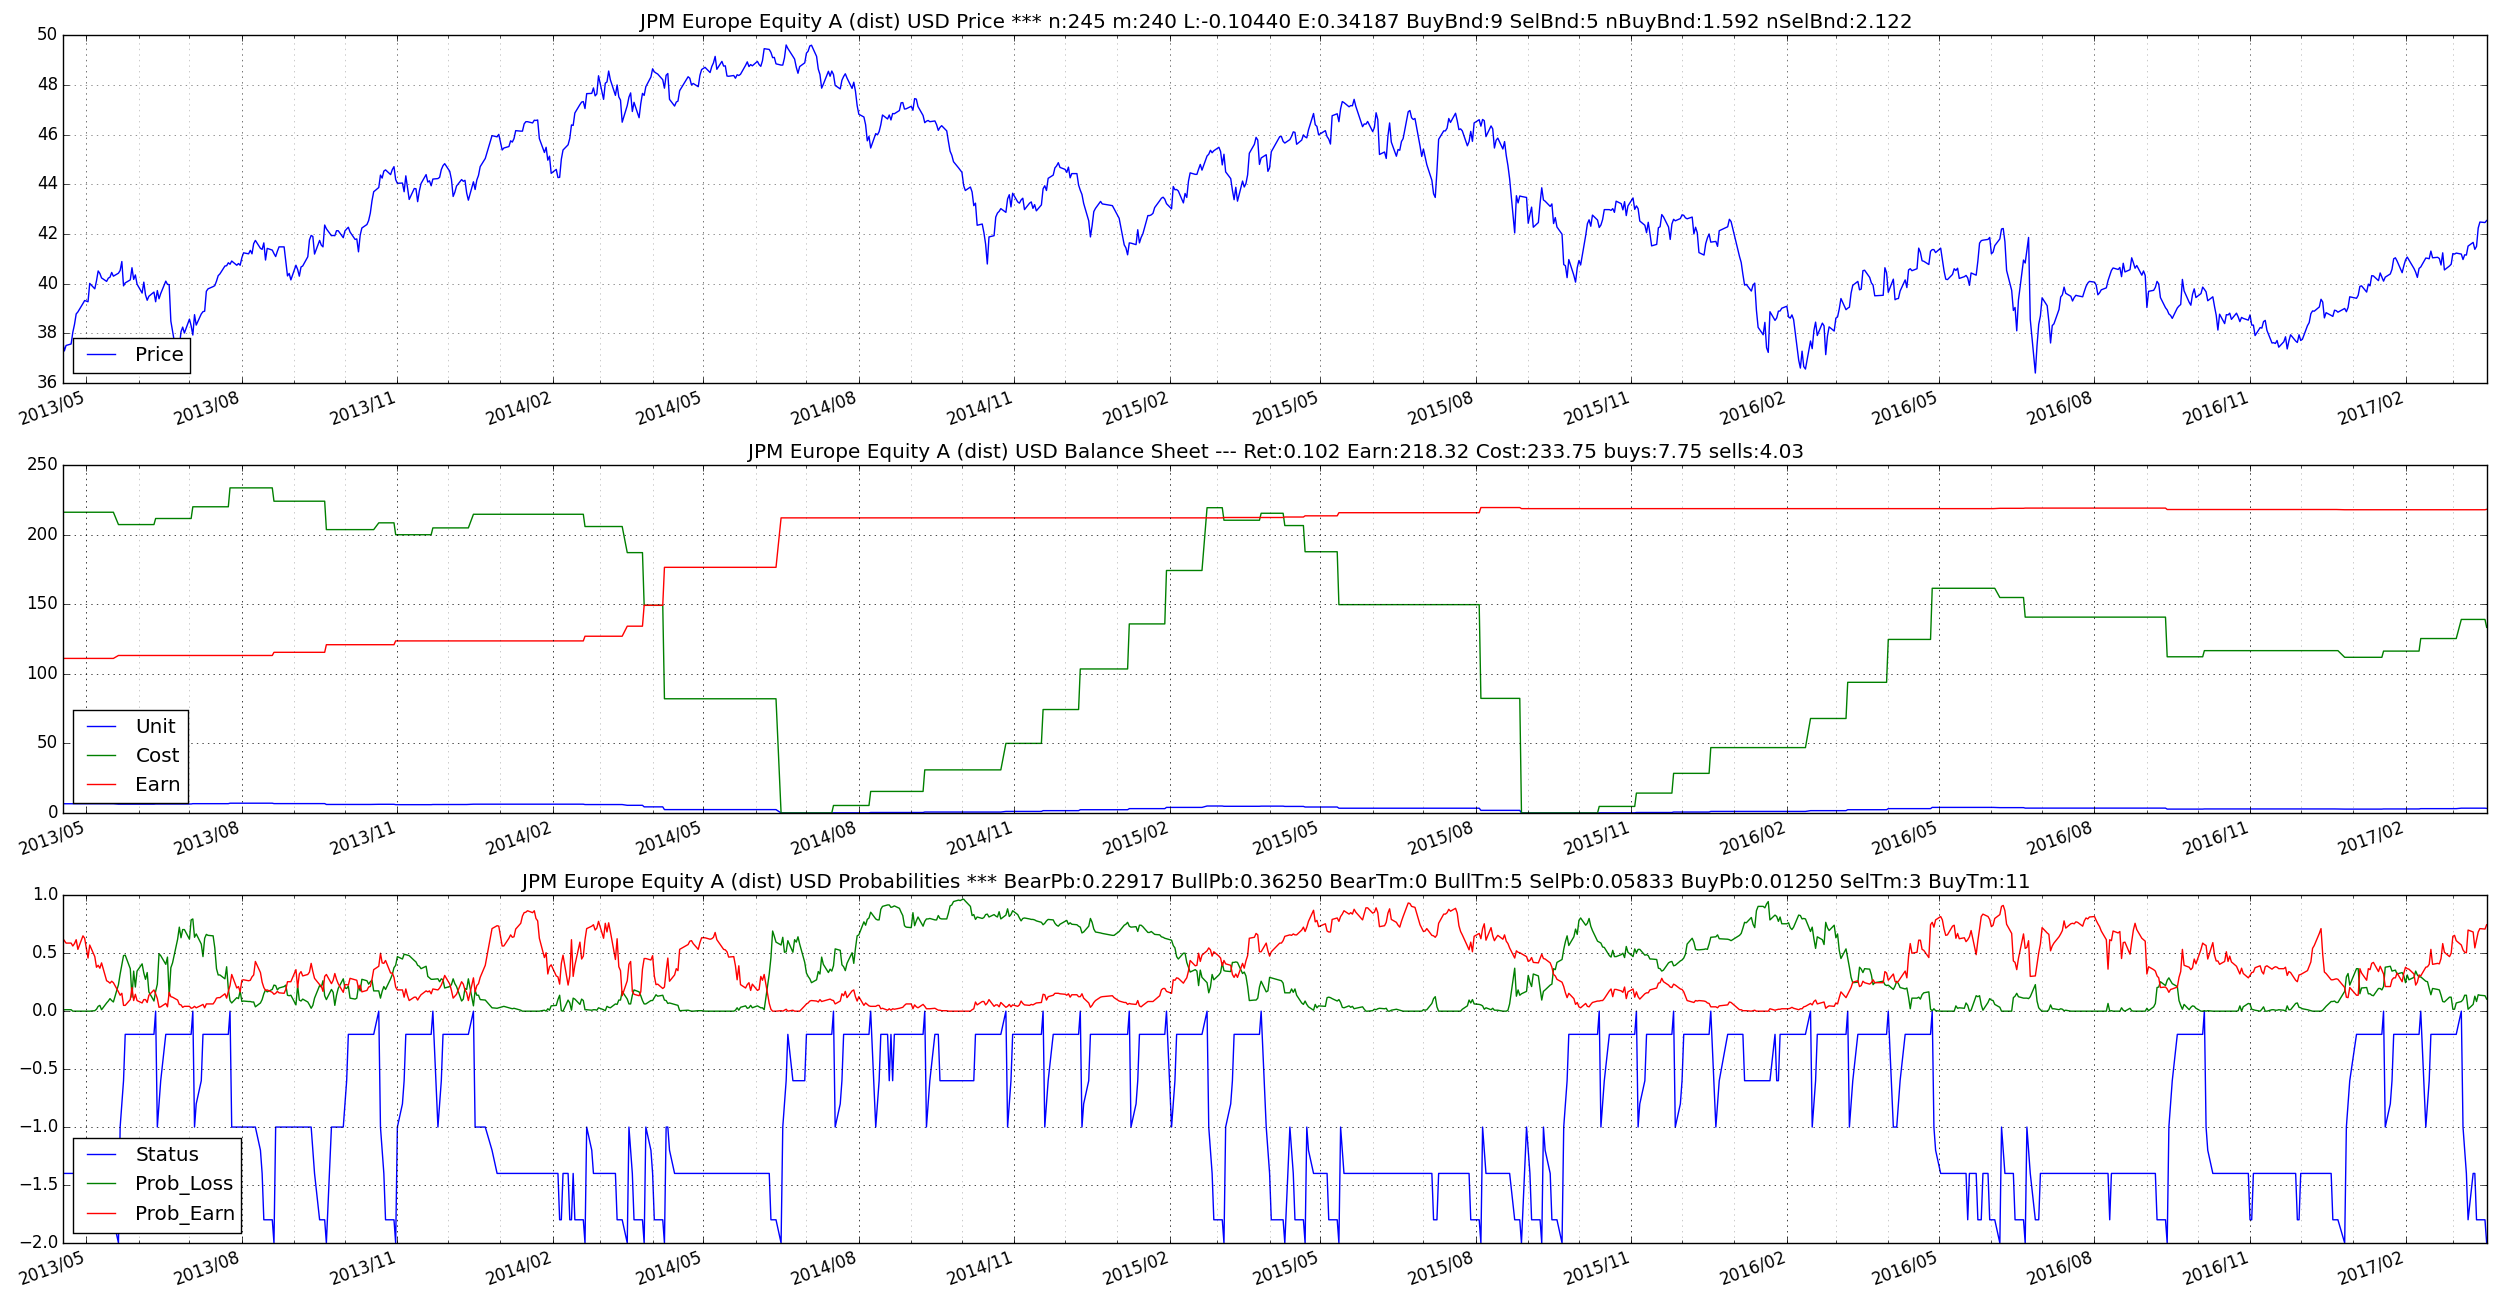 JPM Europe Equity A (dist) USD Price *** n:245 m:240 L:-0.10440 E:0.34187 BuyBnd:9 SelBnd:5 nBuyBnd:1.592 nSelBnd:2.122
50
48
46
44
42
40
38
36
Price
2013/05 2013/08 2013/11 2014/02 2014/05 2014/08 2014/11 2015/02 2015/05 2015/08 2015/11 2016/02 2016/05 2016/08 2016/11 2017/02
JPM Europe Equity A (dist) USD Balance Sheet --- Ret:0.102 Earn:218.32 Cost:233.75 buys:7.75 sells:4.03
250
200
150
100
50
0
Unit
Cost
Earn
2013/05 2013/08 2013/11 2014/02 2014/05 2014/08 2014/11 2015/02 2015/05 2015/08 2015/11 2016/02 2016/05 2016/08 2016/11 2017/02
JPM Europe Equity A (dist) USD Probabilities *** BearPb:0.22917 BullPb:0.36250 BearTm:0 BullTm:5 SelPb:0.05833 BuyPb:0.01250 SelTm:3 BuyTm:11
1.0
0.5
0.0
−0.5
−1.0
−1.5
−2.0
Status
Prob_Loss
Prob_Earn
2013/05 2013/08 2013/11 2014/02 2014/05 2014/08 2014/11 2015/02 2015/05 2015/08 2015/11 2016/02 2016/05 2016/08 2016/11 2017/02